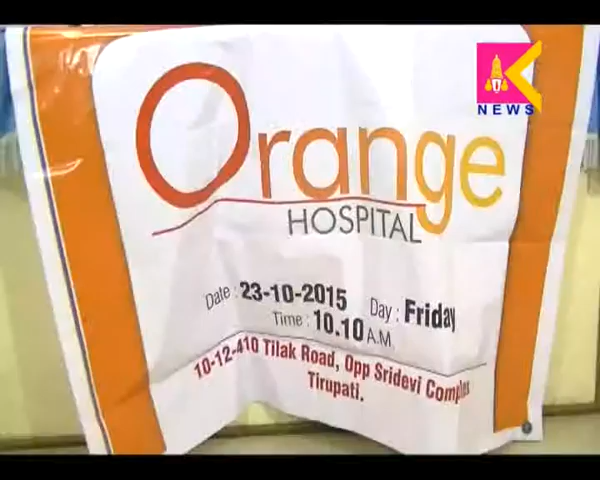 K
NEWS
Orange
HOSPITAL
Date : 23-10-2015 Day : Friday
Time : 10.10 A.M.
10-12-410 Tilak Road, Opp Sridevi Complex
Tirupati.